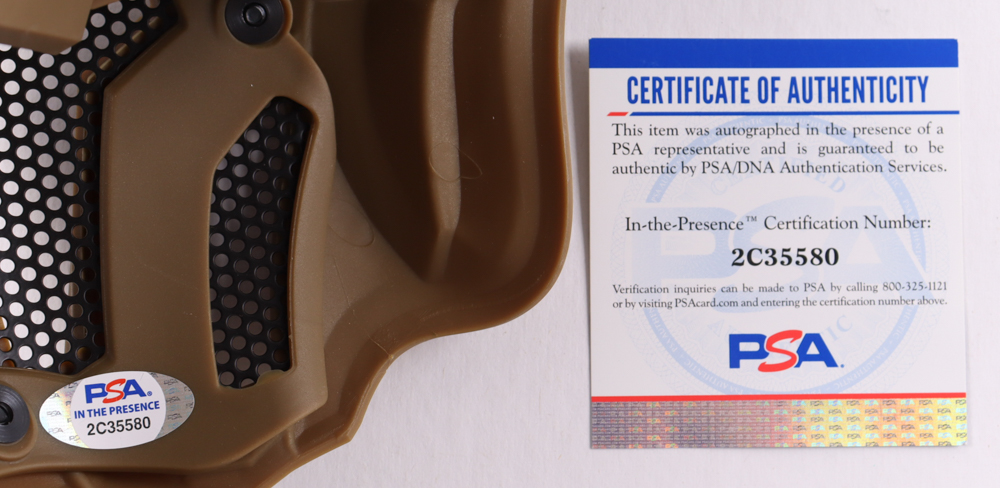 PSA.
IN THE PRESENCE
2C35580
CERTIFICATE OF AUTHENTICITY
This item was autographed in the presence of a
PSA representative and is guaranteed to be
authentic by PSA/DNA Authentication Services.
In-the-Presence™ Certification Number:
2C35580
Verification inquiries can be made to PSA by calling 800-325-1121
or by visiting PSAcard.com and entering the certification number above.
PSA.